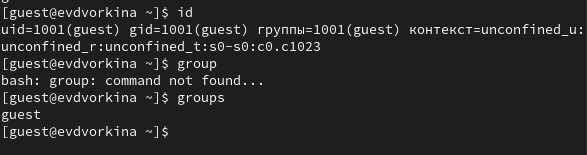 [guest@evdvorkina ~]$ id
uid=1001(guest) gid=1001(guest) группы=1001(guest) контекст=unconfined_u:
unconfined_r:unconfined_t:s0-s0:c0.c1023
[guest@evdvorkina ~]$ group
bash: group: command not found...
[guest@evdvorkina ~]$ groups
guest
[guest@evdvorkina ~]$